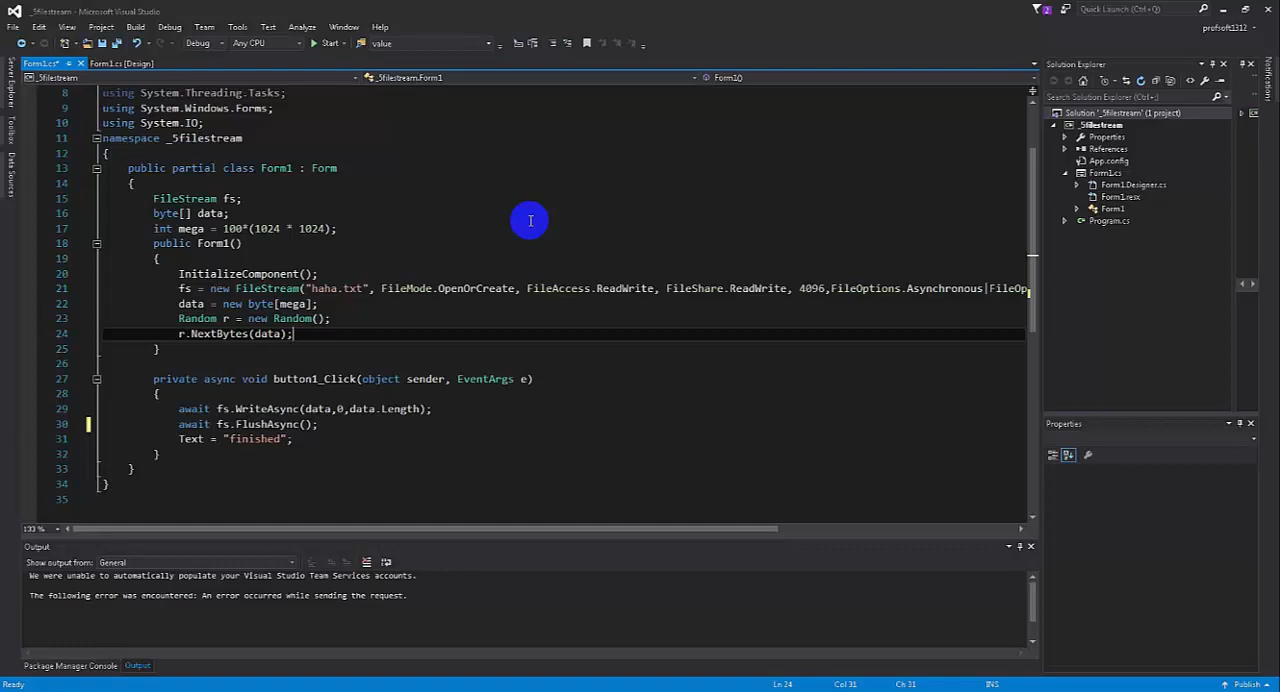 _5filestream - Microsoft Visual Studio
2
Quick Launch (Ctrl+Q)
File Edit View Project Build Debug Team Tools Test Analyze Window Help
profsoft1312
Debug Any CPU Start value
Form1.cs* Form1.cs [Design]
_5filestream _5filestream.Form1 Form1()
8 using System.Threading.Tasks;
9 using System.Windows.Forms;
10 using System.IO;
11 namespace _5filestream
12 {
13 public partial class Form1 : Form
14 {
15 FileStream fs;
16 byte[] data;
17 int mega = 100*(1024 * 1024);
18 public Form1()
19 {
20 InitializeComponent();
21 fs = new FileStream("haha.txt", FileMode.OpenOrCreate, FileAccess.ReadWrite, FileShare.ReadWrite, 4096,FileOptions.Asynchronous|FileOp
22 data = new byte[mega];
23 Random r = new Random();
24 r.NextBytes(data);
25 }
26
27 private async void button1_Click(object sender, EventArgs e)
28 {
29 await fs.WriteAsync(data,0,data.Length);
30 await fs.FlushAsync();
31 Text = "finished";
32 }
33 }
34 }
35
133 %
Server Explorer
Toolbox
Data Sources
Output
Show output from: General
We were unable to automatically populate your Visual Studio Team Services accounts.
The following error was encountered: An error occurred while sending the request.
Package Manager Console Output
Solution Explorer
Search Solution Explorer (Ctrl+;)
Solution '_5filestream' (1 project)
_5filestream
Properties
References
App.config
Form1.cs
Form1.Designer.cs
Form1.resx
Form1
Program.cs
Properties
Notifications
Ready Ln 24 Col 31 Ch 31 INS Publish